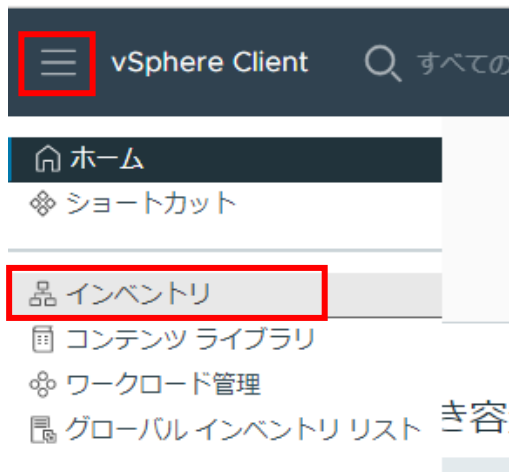 vSphere Client すべての
ホーム
ショートカット
インベントリ
コンテンツ ライブラリ
ワークロード管理
グローバル インベントリ リスト
き容